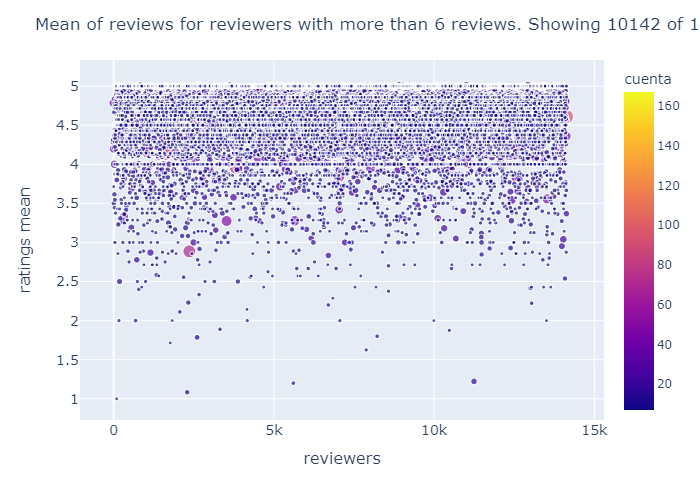 Mean of reviews for reviewers with more than 6 reviews. Showing 10142 of 1
cuenta
5
4.5
4
3.5
3
2.5
2
1.5
1
ratings mean
160
140
120
100
80
60
40
20
0
5k
10k
15k
reviewers